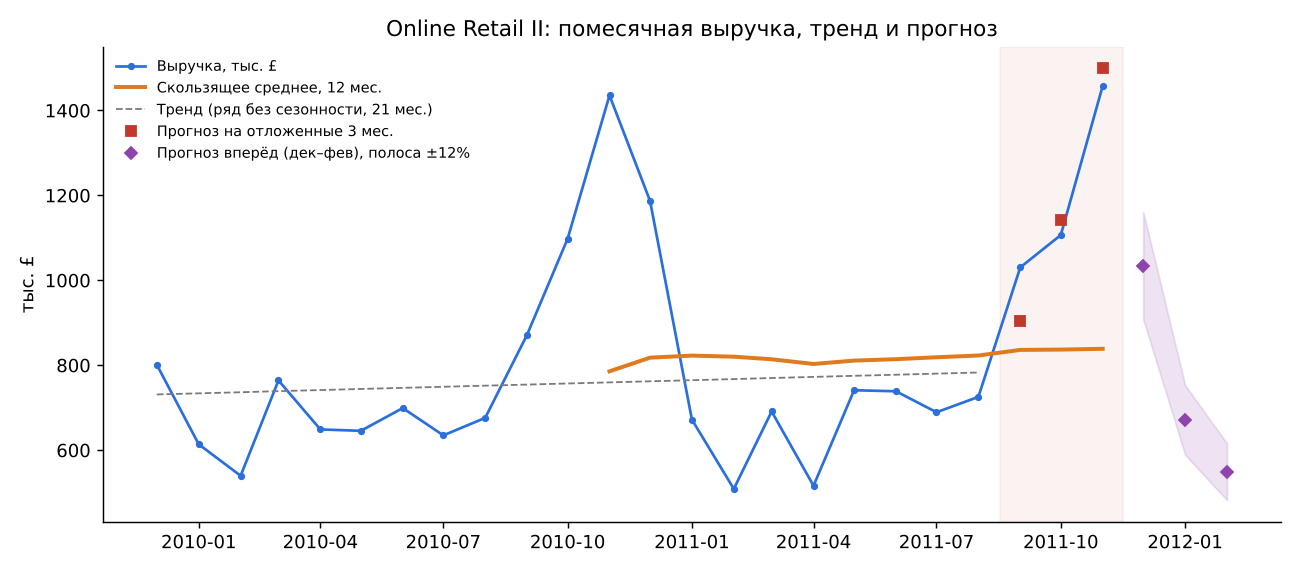 Online Retail II: помесячная выручка, тренд и прогноз
Выручка, тыс. £
Скользящее среднее, 12 мес.
Тренд (ряд без сезонности, 21 мес.)
Прогноз на отложенные 3 мес.
Прогноз вперёд (дек–фев), полоса ±12%
тыс. £
1400
1200
1000
800
600
2010-01
2010-04
2010-07
2010-10
2011-01
2011-04
2011-07
2011-10
2012-01